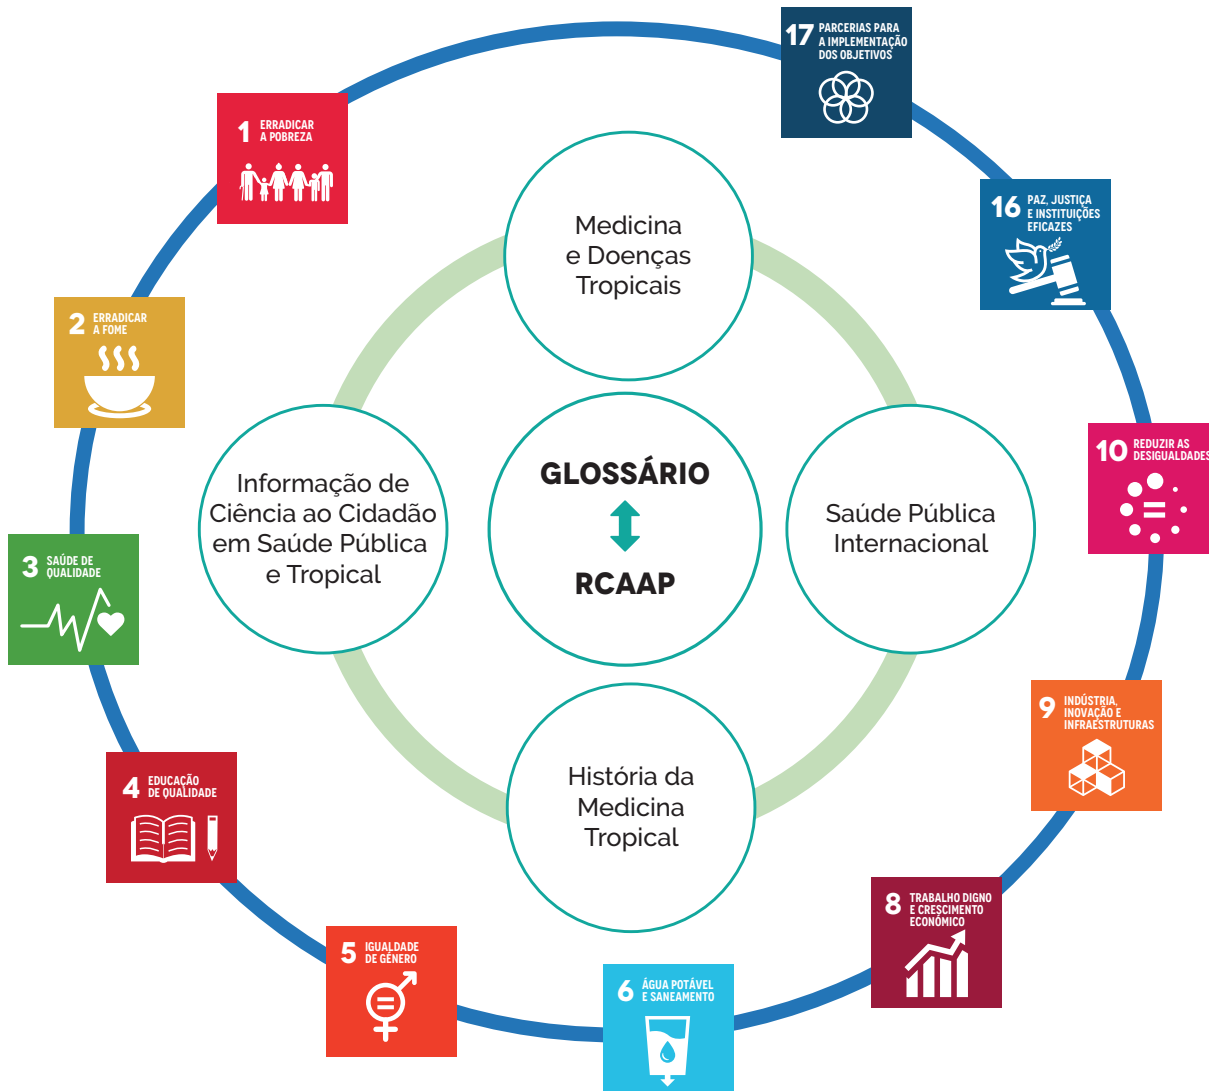 17 PARCERIAS PARA
A IMPLEMENTAÇÃO
DOS OBJETIVOS
1 ERRADICAR
A POBREZA
16 PAZ, JUSTIÇA
E INSTITUIÇÕES
EFICAZES
Medicina
e Doenças
Tropicais
2 ERRADICAR
A FOME
10 REDUZIR AS
DESIGUALDADES
GLOSSÁRIO
RCAAP
Informação de
Ciência ao Cidadão
em Saúde Pública
e Tropical
Saúde Pública
Internacional
3 SAÚDE DE
QUALIDADE
9 INDÚSTRIA,
INOVAÇÃO E
INFRAESTRUTURAS
4 EDUCAÇÃO
DE QUALIDADE
História da
Medicina
Tropical
8 TRABALHO DIGNO
E CRESCIMENTO
ECONÓMICO
5 IGUALDADE
DE GÉNERO
6 ÁGUA POTÁVEL
E SANEAMENTO